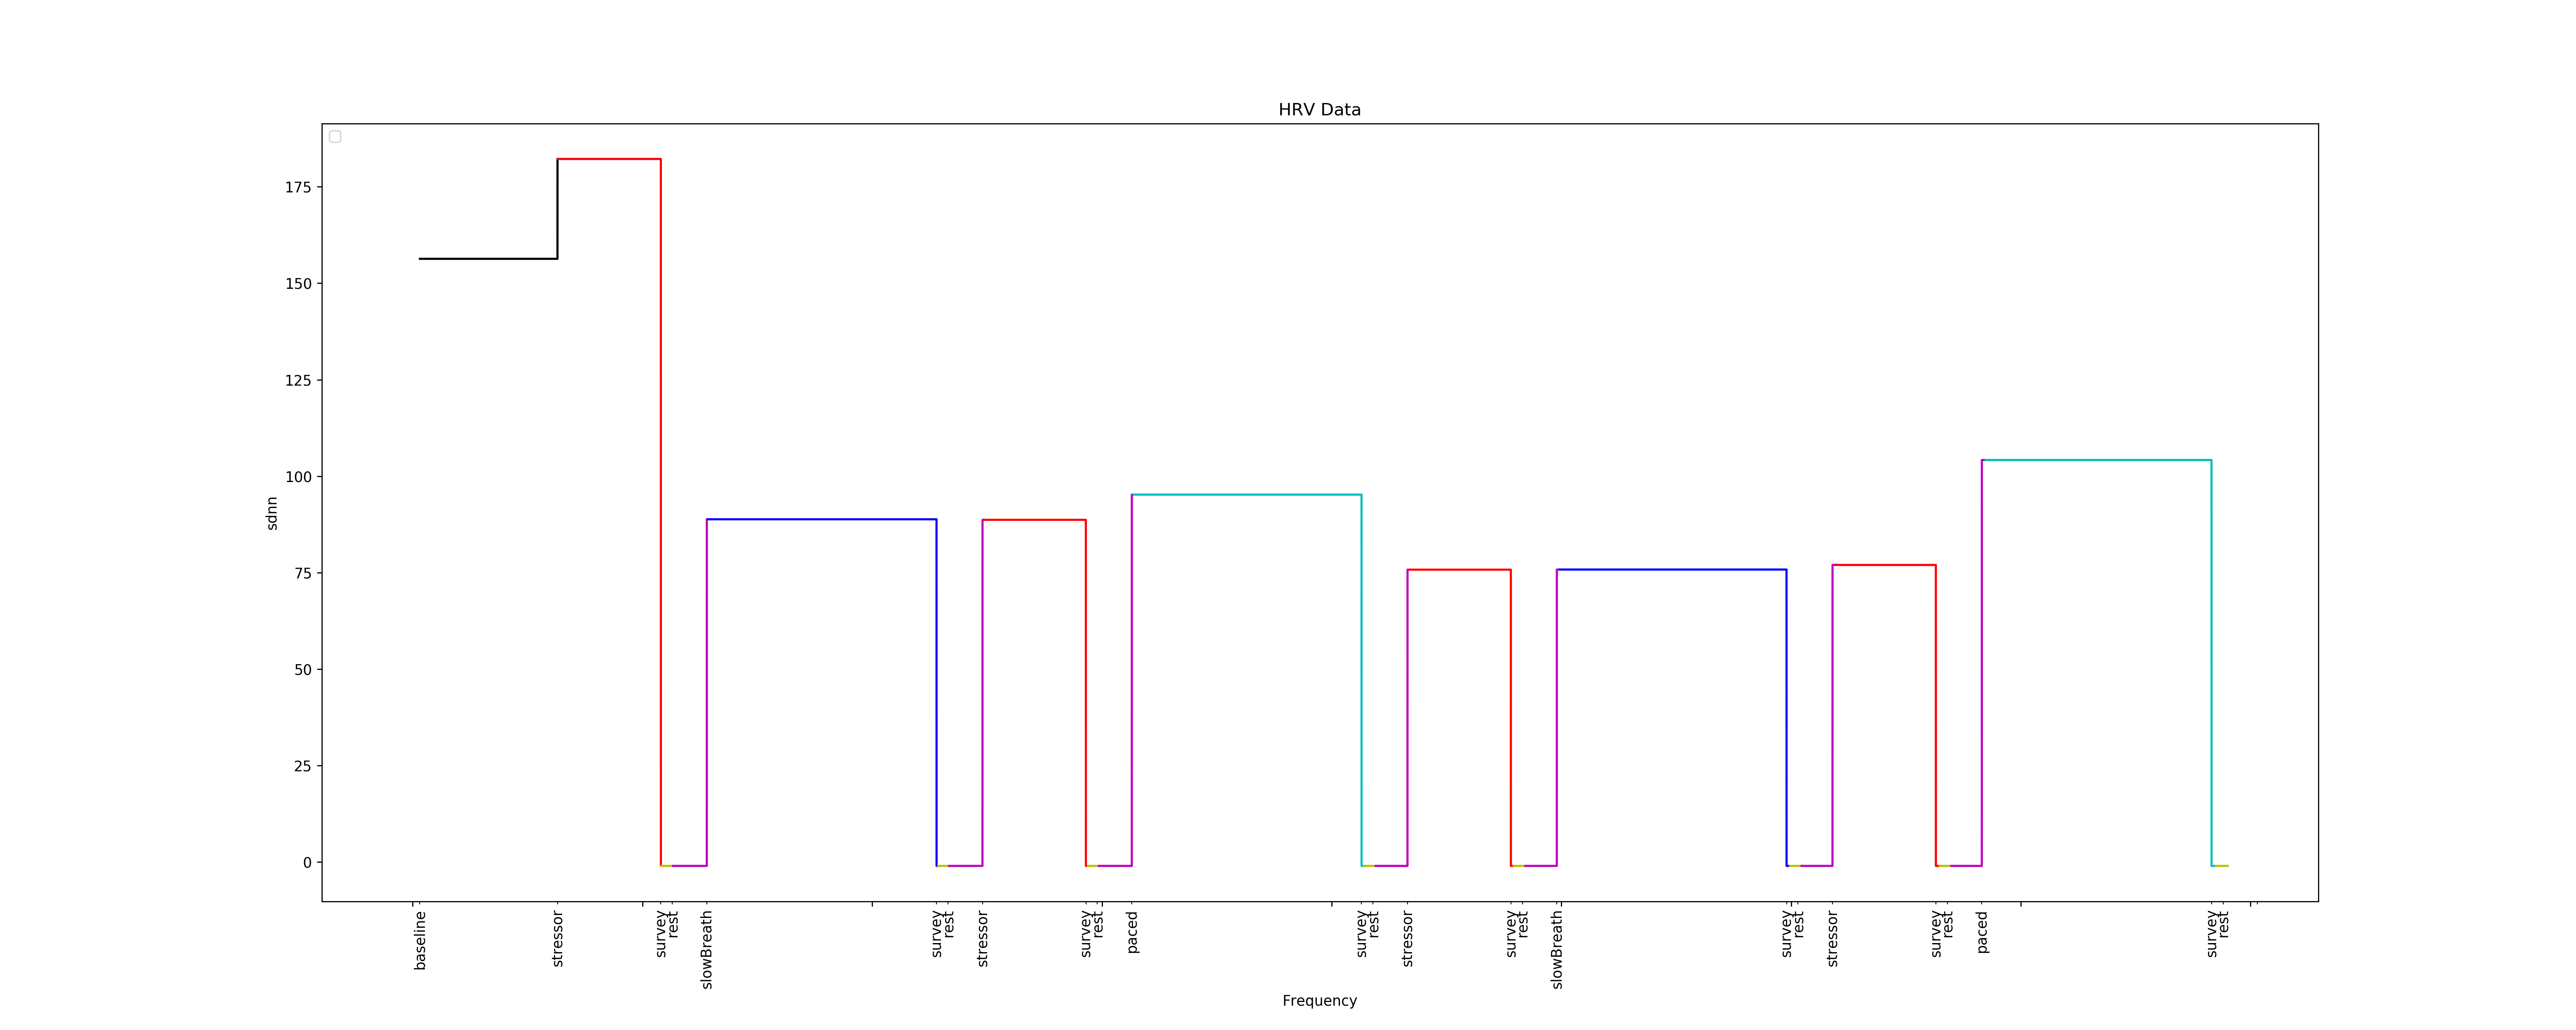 HRV Data
175
150
125
100
75
50
25
0
sdnn
baseline
stressor
survey
rest
slowBreath
survey
rest
stressor
survey
rest
paced
survey
rest
stressor
survey
rest
slowBreath
survey
rest
stressor
survey
rest
paced
survey
rest
Frequency